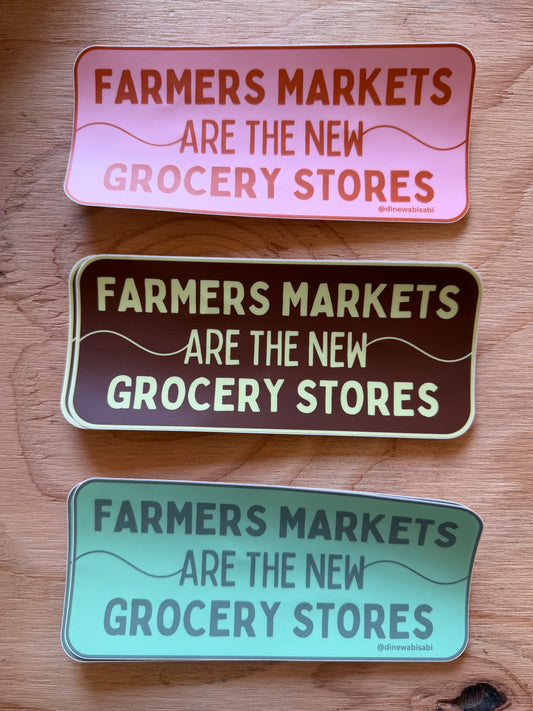 FARMERS MARKETS
ARE THE NEW
GROCERY STORES
@dinewabisabi
FARMERS MARKETS
ARE THE NEW
GROCERY STORES
FARMERS MARKETS
ARE THE NEW
GROCERY STORES
@dinewabisabi